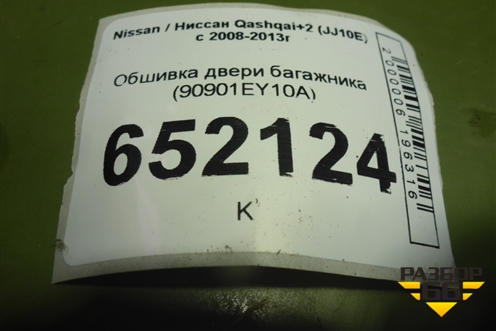 Nissan / Ниссан Qashqai+2 (JJ10E)
с 2008-2013г
Обшивка двери багажника
(90901EY10A)
652124
К
2000006196316
РАЗБОР
66